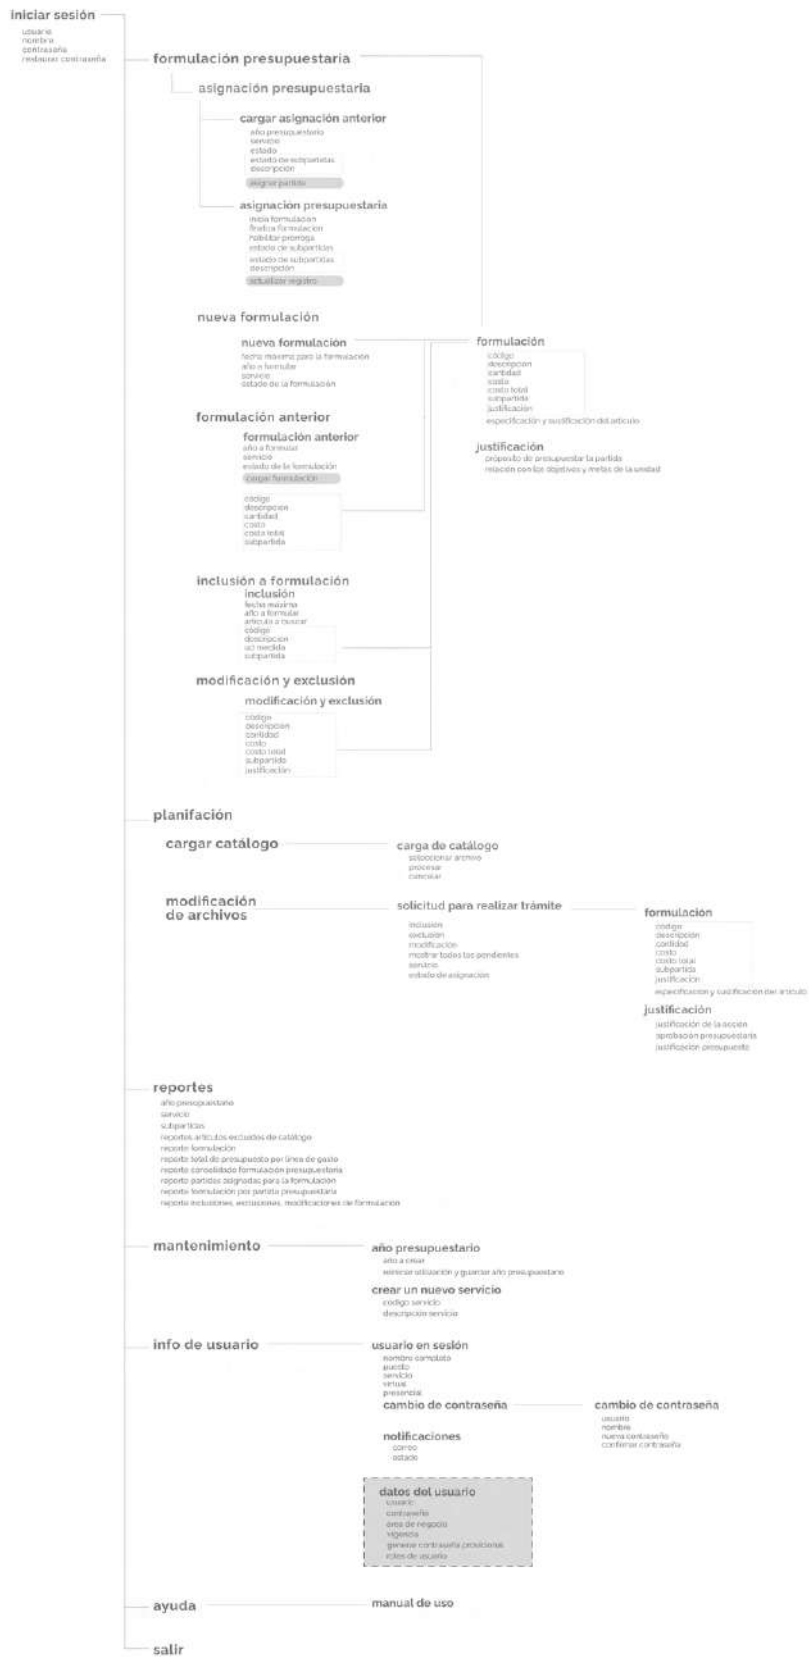 iniciar sesión
usuario
nombre
contraseña
restaurar contraseña
formulación presupuestaria
asignación presupuestaria
cargar asignación anterior
año presupuestario
servicio
estado
estado de subpartidas
descripción
asignar partida
asignación presupuestaria
inicia formulación
finaliza formulación
habilitar prórroga
estado de subpartidas
estado de subpartidas
descripción
actualizar registro
nueva formulación
nueva formulación
fecha máxima para la formulación
año a formular
servicio
estado de la formulación
formulación
código
descripción
cantidad
costo
costo total
subpartida
justificación
especificación y justificación del artículo
justificación
propósito de presupuestar la partida
relación con los objetivos y metas de la unidad
formulación anterior
formulación anterior
año a formular
servicio
estado de la formulación
cargar formulación
código
descripción
cantidad
costo
costo total
subpartida
inclusión a formulación
inclusión
fecha máxima
año a formular
artículo a buscar
código
descripción
ud medida
subpartida
modificación y exclusión
modificación y exclusión
código
descripción
cantidad
costo
costo total
subpartida
justificación
planifación
cargar catálogo
carga de catálogo
seleccionar archivo
procesar
cancelar
modificación
de archivos
solicitud para realizar trámite
inclusión
exclusión
modificación
mostrar todos los pendientes
servicio
estado de asignación
formulación
código
descripción
cantidad
costo
costo total
subpartida
justificación
especificación y justificación del artículo
justificación
justificación de la acción
aprobación presupuestaria
justificación presupuesto
reportes
año presupuestario
servicio
subpartidas
reportes artículos excluidos de catálogo
reporte formulación
reporte total de presupuesto por línea de gasto
reporte consolidado formulación presupuestaria
reporte partidas asignadas para la formulación
reporte formulación por partida presupuestaria
reporte inclusiones, exclusiones, modificaciones de formulación
mantenimiento
año presupuestario
año a crear
utilización y guardar año presupuestario
crear un nuevo servicio
código servicio
descripción servicio
info de usuario
usuario en sesión
nombre completo
puesto
servicio
virtual
presencial
cambio de contraseña
cambio de contraseña
usuario
nombre
nueva contraseña
confirmar contraseña
notificaciones
correo
estado
datos del usuario
usuario
contraseña
área de negocio
vigencia
generar contraseña provisional
roles de usuario
ayuda
manual de uso
salir